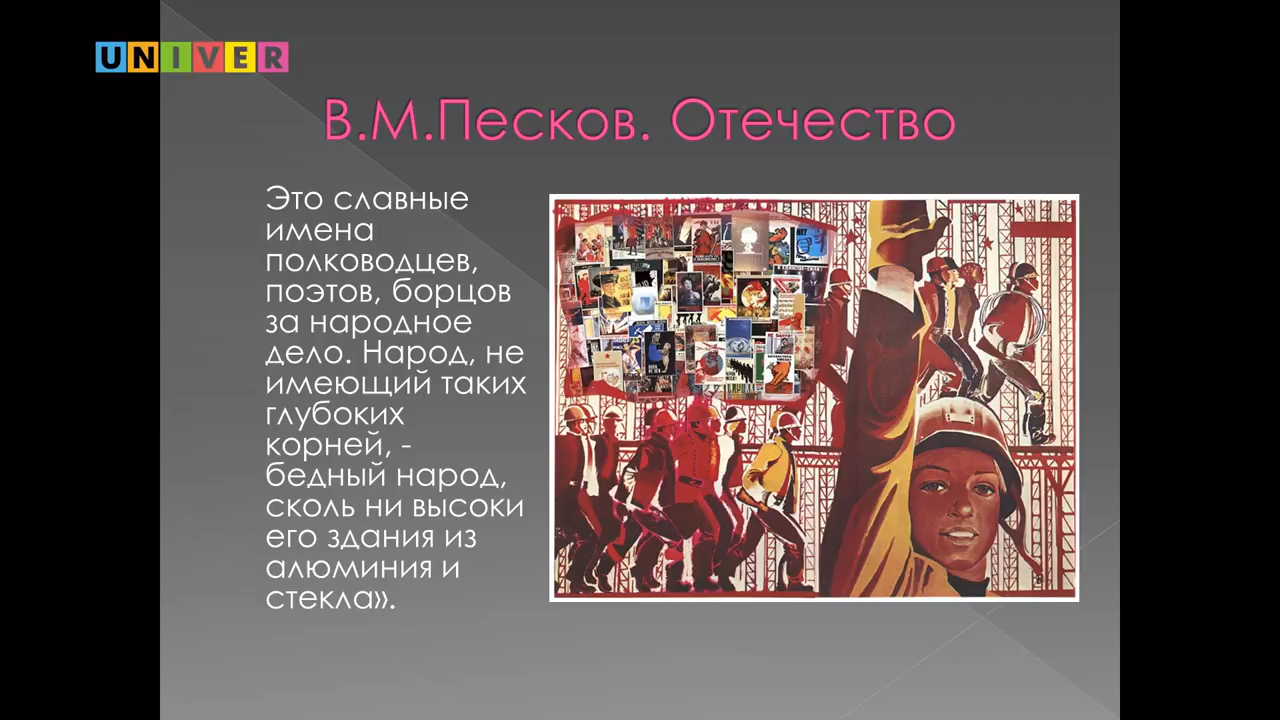 UNIVER
В.М.Песков. Отечество
Это славные
имена
полководцев,
поэтов, борцов
за народное
дело. Народ, не
имеющий таких
глубоких
корней, -
бедный народ,
сколь ни высоки
его здания из
алюминия и
стекла».